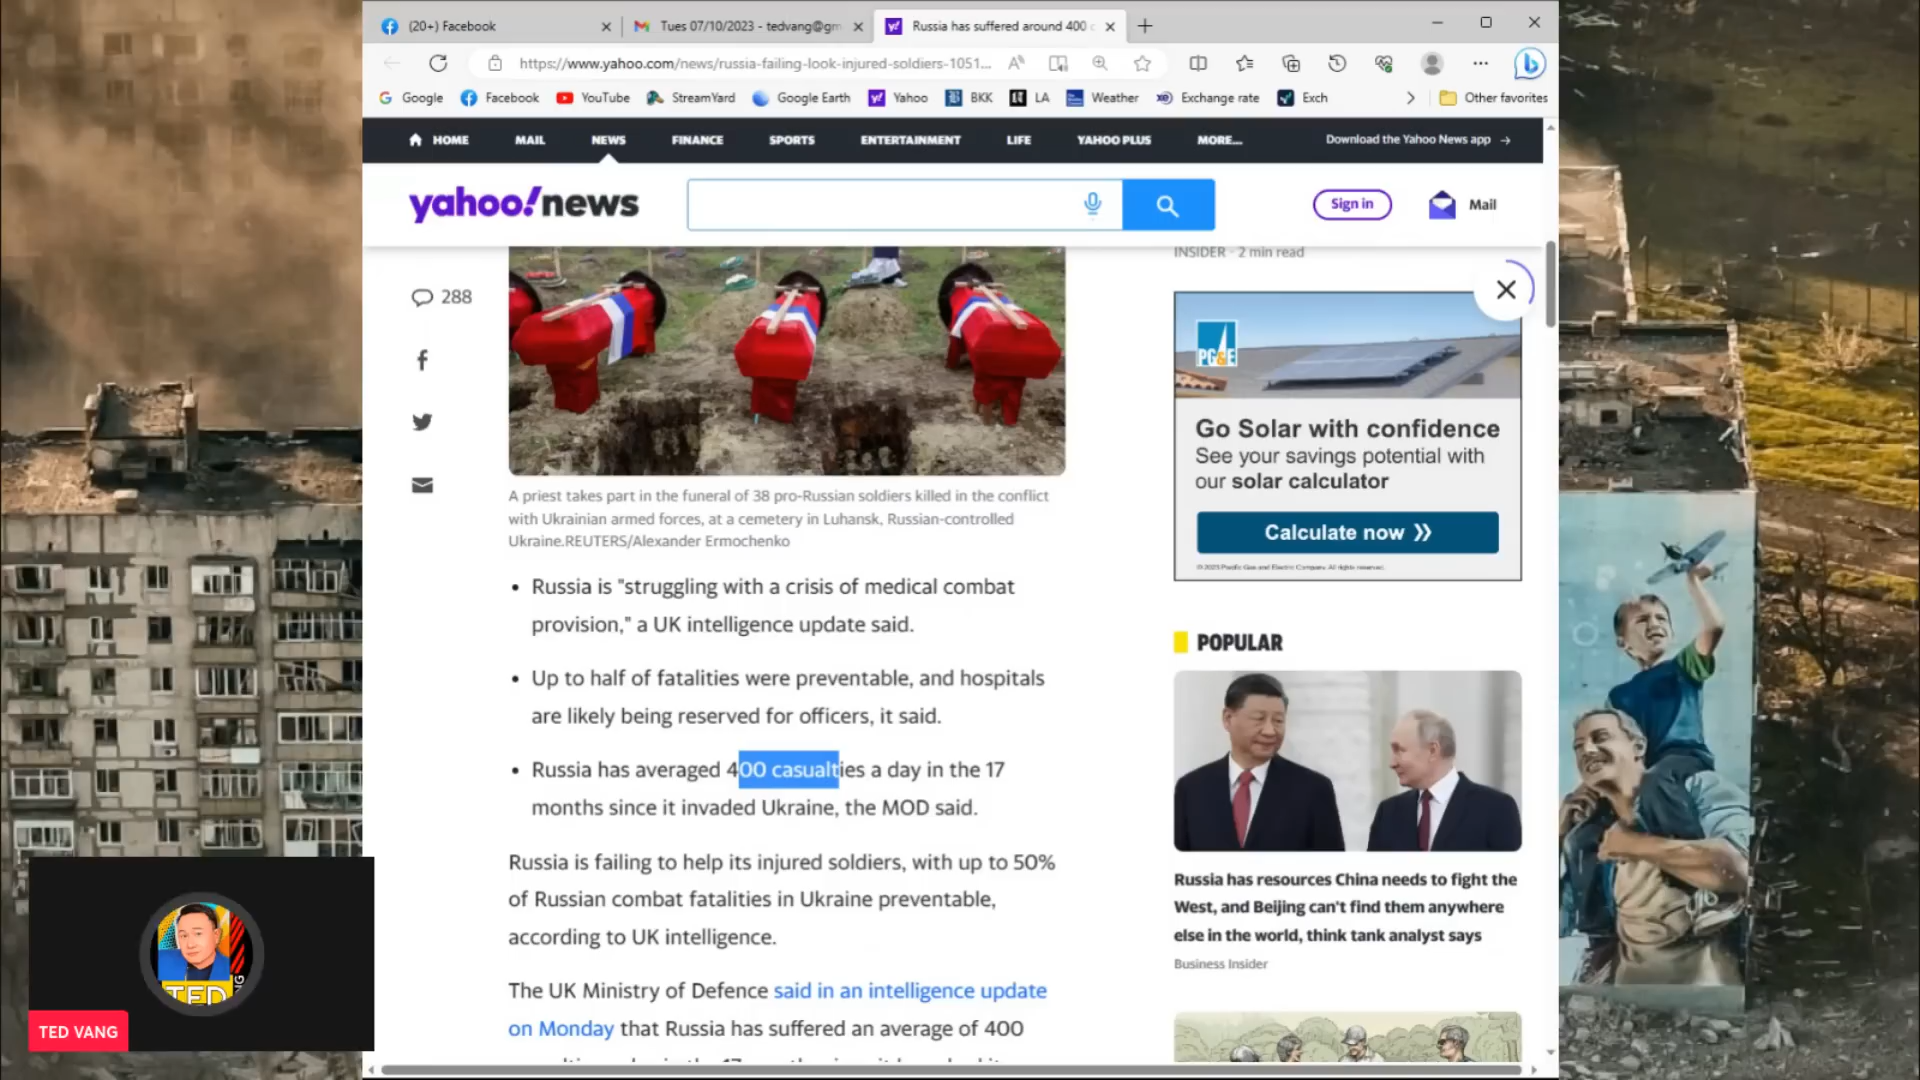 (20+) Facebook
Tues 07/10/2023 - tedvang@gm
Russia has suffered around 400 c
https://www.yahoo.com/news/russia-failing-look-injured-soldiers-1051...
Google
Facebook
YouTube
StreamYard
Google Earth
Yahoo
BKK
LA
Weather
Exchange rate
Exch
Other favorites
HOME
MAIL
NEWS
FINANCE
SPORTS
ENTERTAINMENT
LIFE
YAHOO PLUS
MORE...
Download the Yahoo News app →
yahoo!news
Sign in
Mail
288
A priest takes part in the funeral of 38 pro-Russian soldiers killed in the conflict
with Ukrainian armed forces, at a cemetery in Luhansk, Russian-controlled
Ukraine.REUTERS/Alexander Ermochenko
• Russia is "struggling with a crisis of medical combat
provision," a UK intelligence update said.
• Up to half of fatalities were preventable, and hospitals
are likely being reserved for officers, it said.
• Russia has averaged 400 casualties a day in the 17
months since it invaded Ukraine, the MOD said.
Russia is failing to help its injured soldiers, with up to 50%
of Russian combat fatalities in Ukraine preventable,
according to UK intelligence.
The UK Ministry of Defence said in an intelligence update
on Monday that Russia has suffered an average of 400
INSIDER · 2 min read
PG&E
Go Solar with confidence
See your savings potential with
our solar calculator
Calculate now
© 2023 Pacific Gas and Electric Company. All rights reserved.
POPULAR
Russia has resources China needs to fight the
West, and Beijing can't find them anywhere
else in the world, think tank analyst says
Business Insider
TED
TED VANG